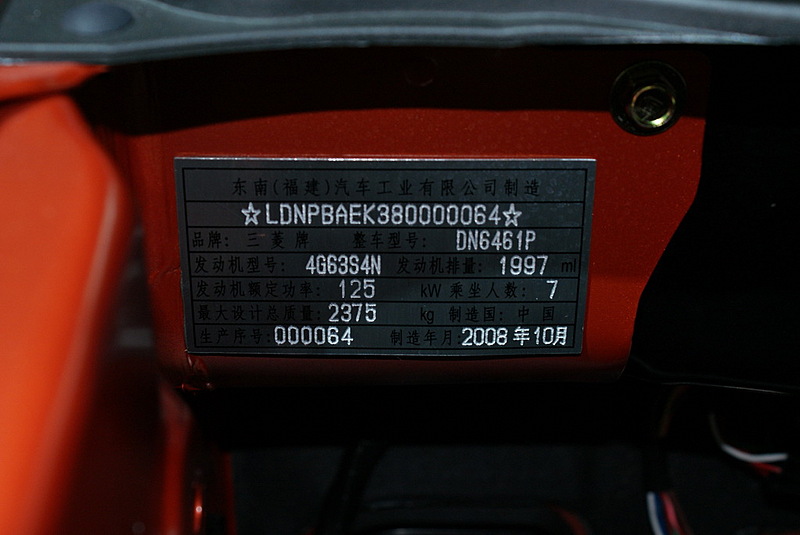 东南(福建)汽车工业有限公司制造
☆LDNPBAEK380000064☆
品牌: 三菱牌 整车型号: DN6461P
发动机型号: 4G63S4N 发动机排量: 1997 ml
发动机额定功率: 125 kW 乘坐人数: 7
最大设计总质量: 2375 kg 制造国: 中国
生产序号: 000064 制造年月: 2008年10月